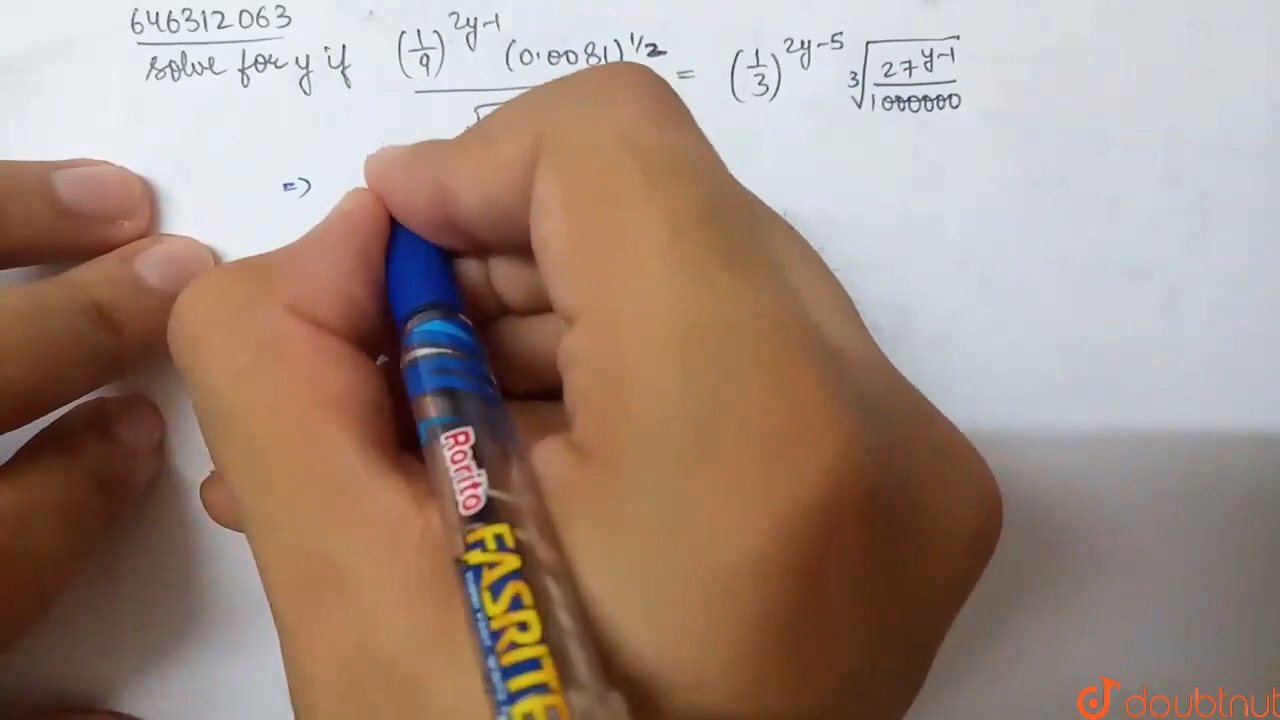 646312063
solve for y if (1/9)^2y-1 (0.0081)^1/2 / √ = (1/3)^2y-5 ∛27^y-1/1000000
=)
Rorito
FASRITE
doubtnut